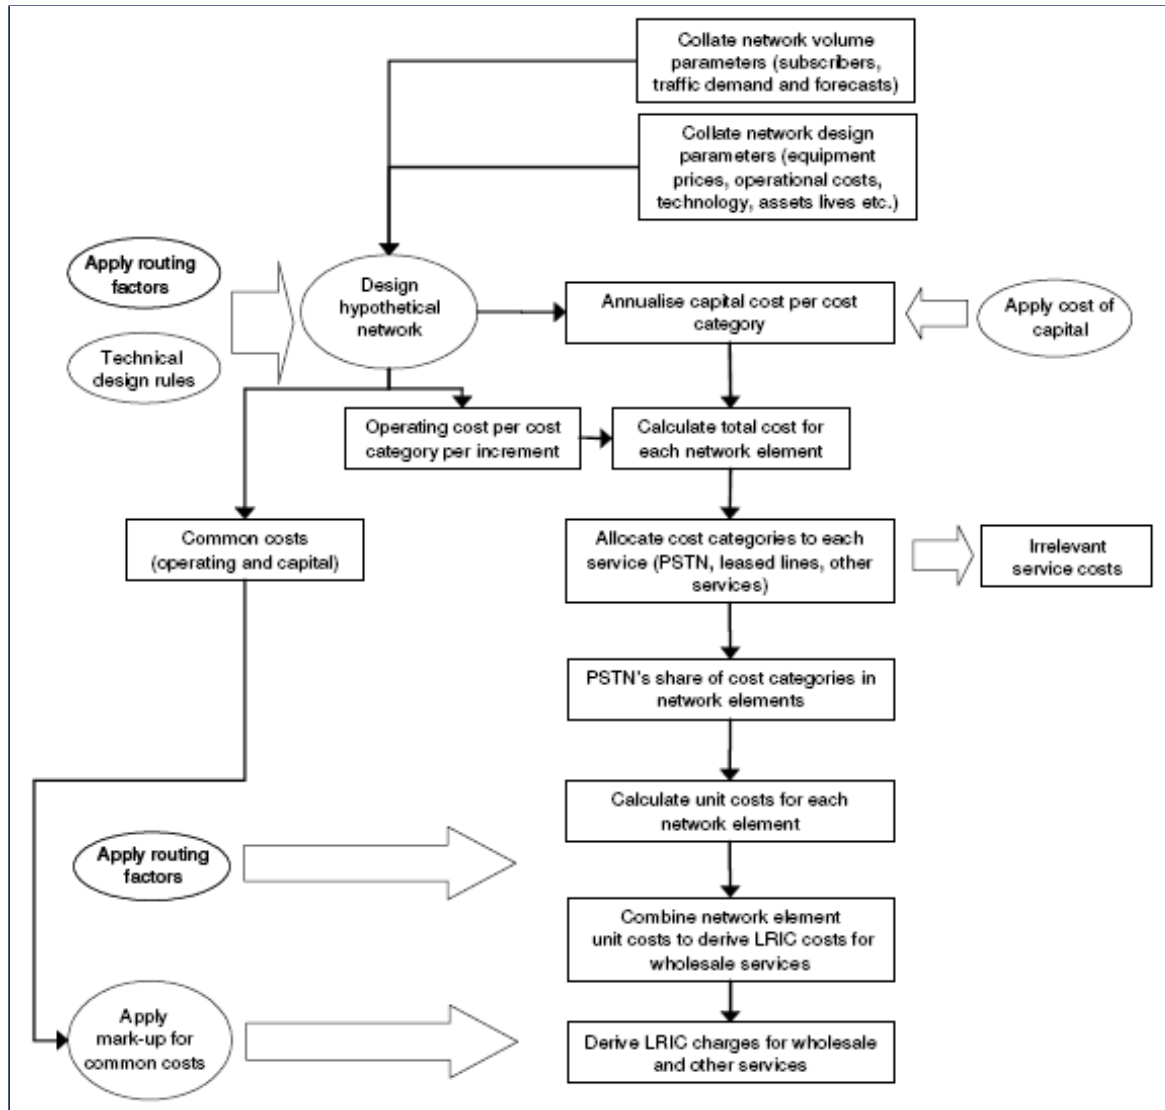 Collate network volume
parameters (subscribers,
traffic demand and forecasts)
Collate network design
parameters (equipment
prices, operational costs,
technology, assets lives etc.)
Apply routing
factors
Design
hypothetical
network
Annualise capital cost per cost
category
Apply cost of
capital
Technical
design rules
Operating cost per cost
category per increment
Calculate total cost for
each network element
Common costs
(operating and capital)
Allocate cost categories to each
service (PSTN, leased lines, other
services)
Irrelevant
service costs
PSTN's share of cost categories in
network elements
Calculate unit costs for each
network element
Apply routing
factors
Combine network element
unit costs to derive LRIC costs for
wholesale services
Apply
mark-up for
common costs
Derive LRIC charges for wholesale
and other services